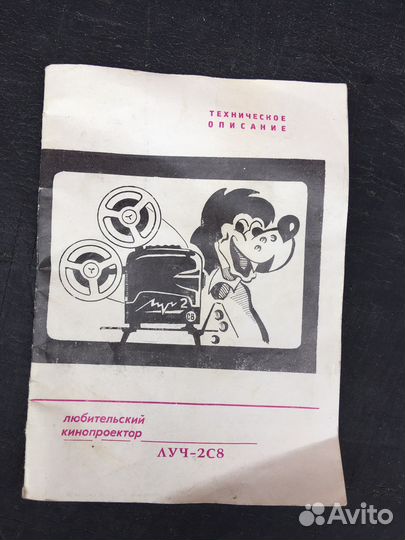 ТЕХНИЧЕСКОЕ
ОПИСАНИЕ
Луч 2
С8
любительский
кинопроектор
ЛУЧ-2С8
Avito